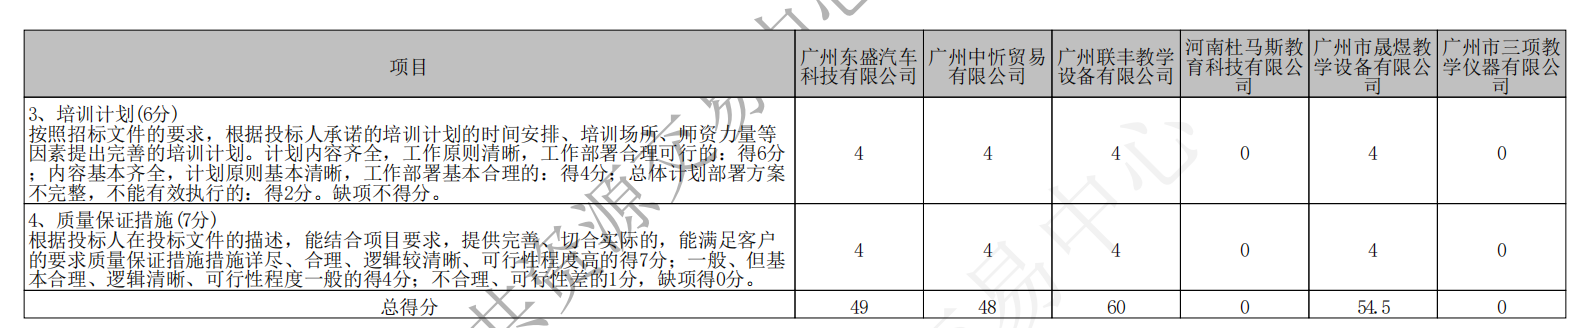 项目
广州东盛汽车
科技有限公司
广州中忻贸易
有限公司
广州联丰教学
设备有限公司
河南杜马斯教
育科技有限公
司
广州市晟煜教
学设备有限公
司
广州市三项教
学仪器有限公
司
3、培训计划(6分)
按照招标文件的要求，根据投标人承诺的培训计划的时间安排、培训场所、师资力量等
因素提出完善的培训计划。计划内容齐全，工作原则清晰，工作部署合理可行的：得6分
；内容基本齐全，计划原则基本清晰，工作部署基本合理的：得4分；总体计划部署方案
不完整，不能有效执行的：得2分。缺项不得分。
4 4 4 0 4 0
4、质量保证措施(7分)
根据投标人在投标文件的描述，能结合项目要求，提供完善、切合实际的，能满足客户
的要求质量保证措施措施详尽、合理、逻辑较清晰、可行性程度高的得7分；一般、但基
本合理、逻辑清晰、可行性程度一般的得4分；不合理、可行性差的1分，缺项得0分。
4 4 4 0 4 0
总得分 49 48 60 0 54.5 0
共资源交易中心
易中心